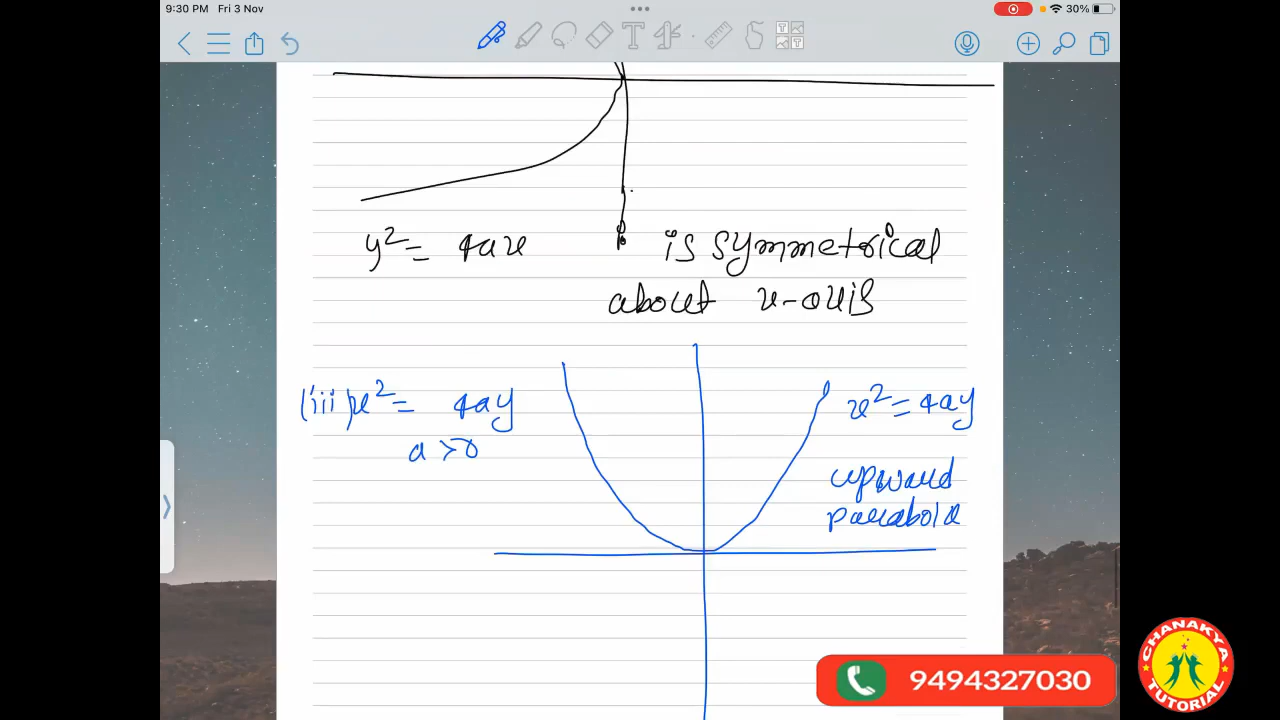 9:30 PM Fri 3 Nov
30%
y²= 4ax is symmetrical
about x-axis
(iii) x²= 4ay
a>0
x²=4ay
upward
parabola
9494327030
CHANAKYA
TUTORIAL